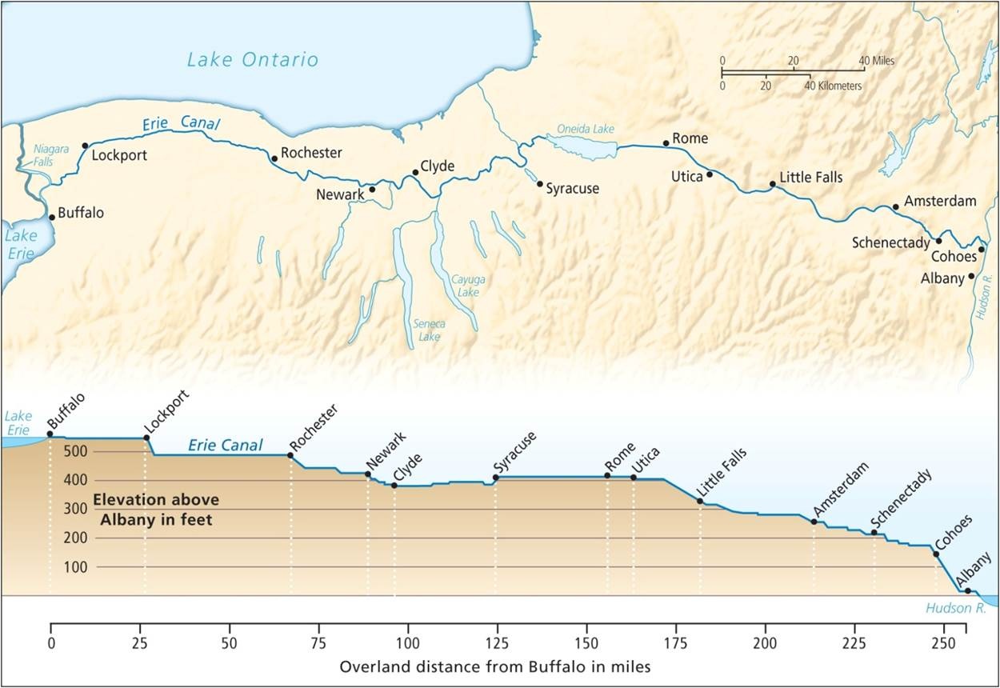 Lake Ontario
0 20 40 Miles
0 20 40 Kilometers
Erie Canal
Oneida Lake
Niagara
Falls
Lockport
Rochester
Rome
Clyde
Utica
Little Falls
Newark
Syracuse
Amsterdam
Buffalo
Lake
Erie
Schenectady
Cohoes
Albany
Hudson R.
Cayuga
Lake
Seneca
Lake
Lake
Erie
Buffalo
Lockport
Erie Canal
Rochester
Newark
Clyde
Syracuse
Rome
Utica
Little Falls
Amsterdam
Schenectady
Cohoes
Albany
Hudson R.
500
400
300
200
100
Elevation above
Albany in feet
0 25 50 75 100 125 150 175 200 225 250
Overland distance from Buffalo in miles